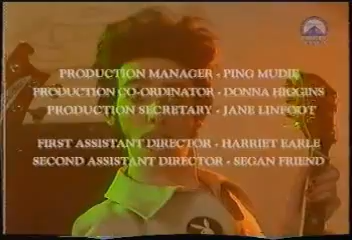 PRODUCTION MANAGER - PING MUDIE
PRODUCTION CO-ORDINATOR - DONNA HIGGINS
PRODUCTION SECRETARY - JANE LINFOOT
FIRST ASSISTANT DIRECTOR - HARRIET EARLE
SECOND ASSISTANT DIRECTOR - SEGAN FRIEND